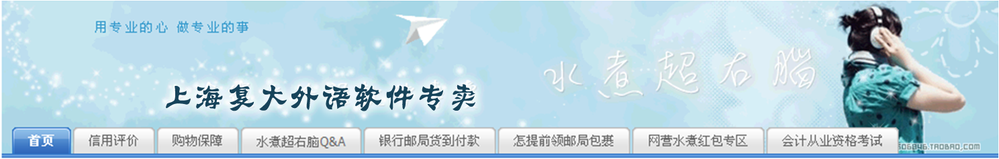 用专业的心 做专业的事
水煮超右腦
上海复大外语软件专卖
首页 信用评价 购物保障 水煮超右脑Q&A 银行邮局货到付款 怎提前领邮局包裹 网营水煮红包专区 会计从业资格考试